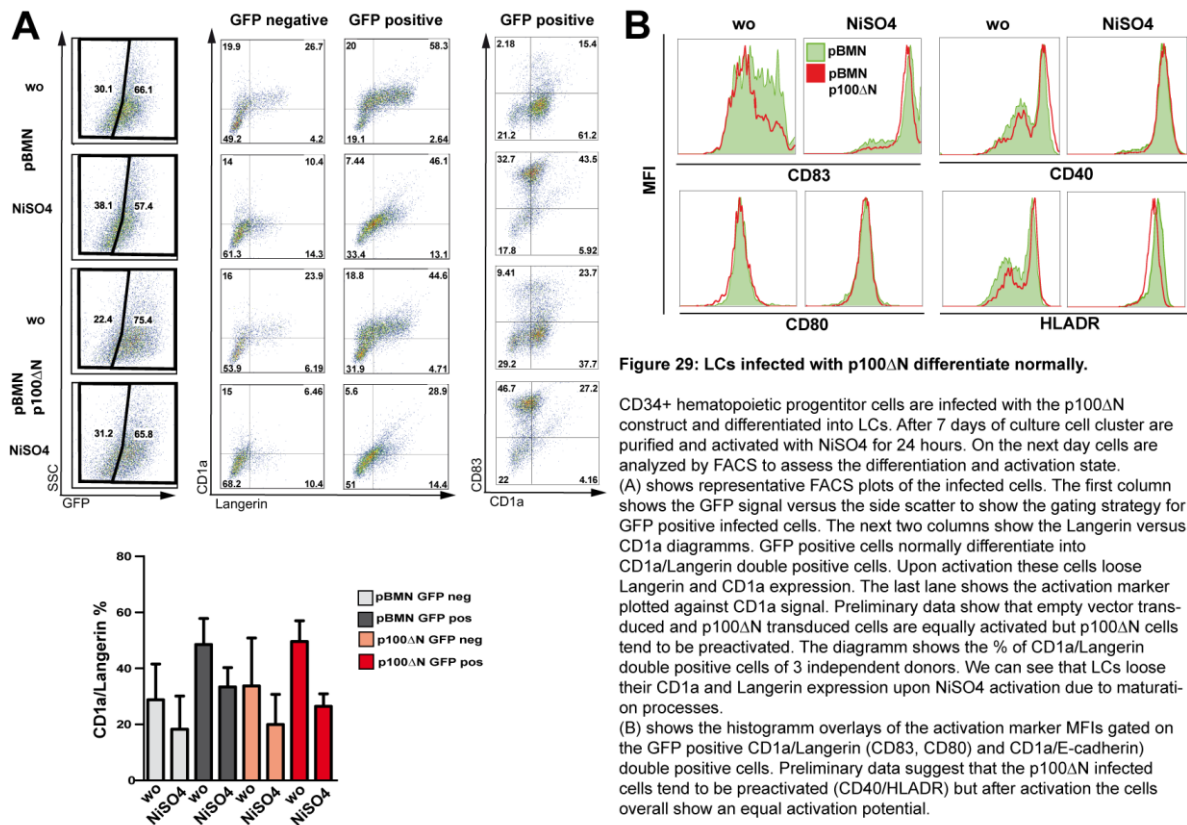 A
GFP negative
GFP positive
GFP positive
wo
pBMN
NiSO4
wo
pBMN
p100ΔN
NiSO4
30.1 66.1
19.9 26.7
49.2 4.2
20 58.3
19.1 2.64
2.18 15.4
21.2 61.2
38.1 57.4
14 10.4
61.3 14.3
7.44 46.1
33.4 13.1
32.7 43.5
17.8 5.92
22.4 75.4
16 23.9
53.9 6.19
18.8 44.6
31.9 4.71
9.41 23.7
29.2 37.7
31.2 65.8
15 6.46
68.2 10.4
5.6 28.9
51 14.4
46.7 27.2
22 4.16
SSC
GFP
CD1a
Langerin
CD83
CD1a
CD1a/Langerin %
80
60
40
20
0
wo
NiSO4
wo
NiSO4
wo
NiSO4
wo
NiSO4
pBMN GFP neg
pBMN GFP pos
p100ΔN GFP neg
p100ΔN GFP pos
B
wo
NiSO4
wo
NiSO4
pBMN
pBMN
p100ΔN
MFI
CD83
CD40
CD80
HLADR
Figure 29: LCs infected with p100ΔN differentiate normally.
CD34+ hematopoietic progentitor cells are infected with the p100ΔN
construct and differentiated into LCs. After 7 days of culture cell cluster are
purified and activated with NiSO4 for 24 hours. On the next day cells are
analyzed by FACS to assess the differentiation and activation state.
(A) shows representative FACS plots of the infected cells. The first column
shows the GFP signal versus the side scatter to show the gating strategy for
GFP positive infected cells. The next two columns show the Langerin versus
CD1a diagramms. GFP positive cells normally differentiate into
CD1a/Langerin double positive cells. Upon activation these cells loose
Langerin and CD1a expression. The last lane shows the activation marker
plotted against CD1a signal. Preliminary data show that empty vector trans-
duced and p100ΔN transduced cells are equally activated but p100ΔN cells
tend to be preactivated. The diagramm shows the % of CD1a/Langerin
double positive cells of 3 independent donors. We can see that LCs loose
their CD1a and Langerin expression upon NiSO4 activation due to maturati-
on processes.
(B) shows the histogramm overlays of the activation marker MFIs gated on
the GFP positive CD1a/Langerin (CD83, CD80) and CD1a/E-cadherin)
double positive cells. Preliminary data suggest that the p100ΔN infected
cells tend to be preactivated (CD40/HLADR) but after activation the cells
overall show an equal activation potential.